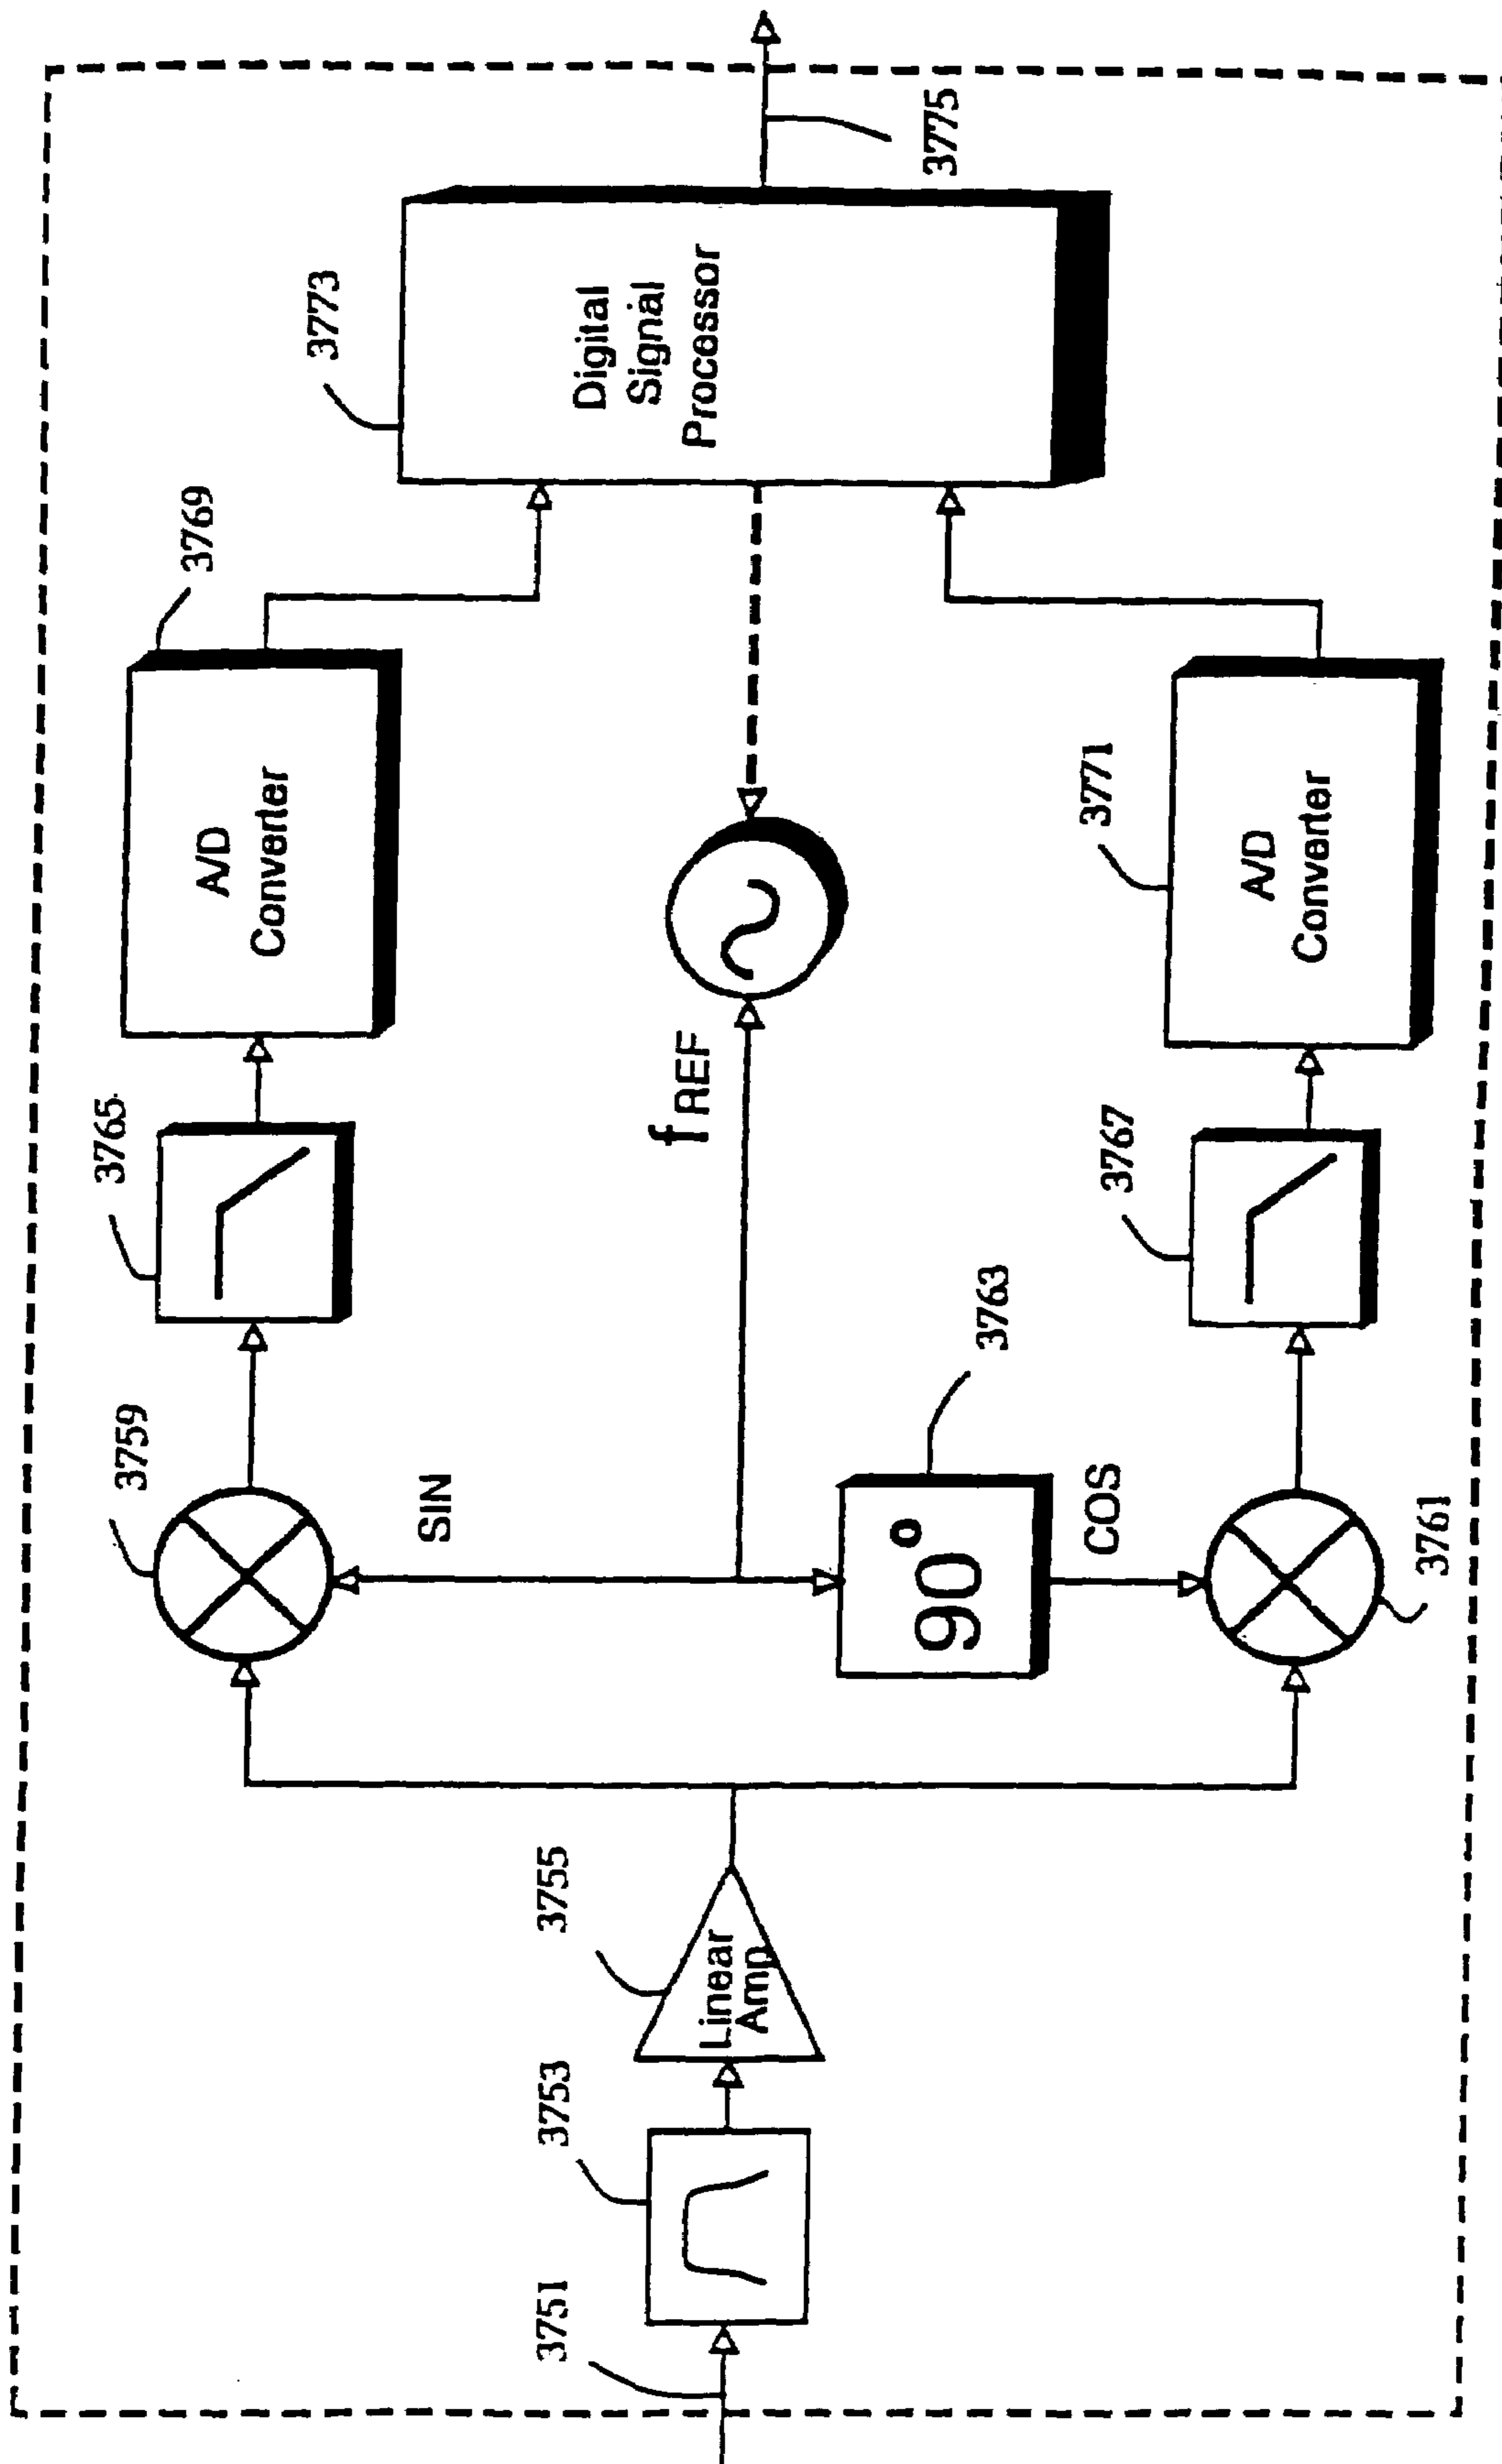 3751
3753
3755
Linear
Amp
3759
SIN
3763
90°
COS
3761
3765
3767
f REF
3769
A/D
Converter
3771
A/D
Converter
3773
Digital
Signal
Processor
3775